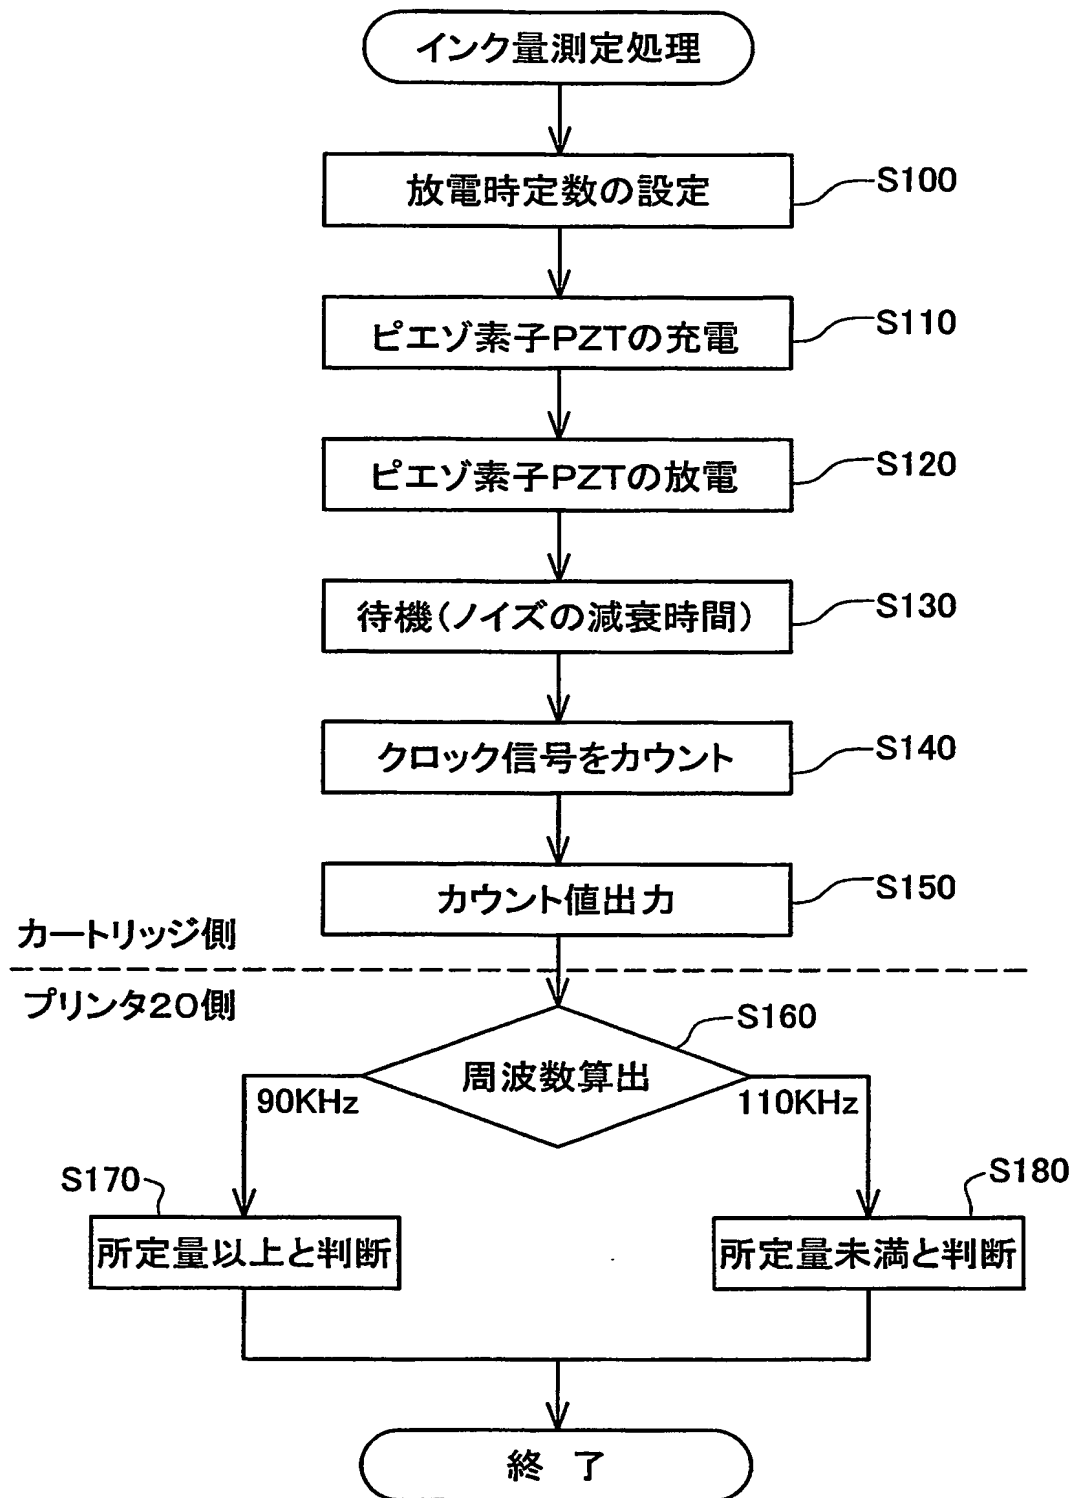 インク量測定処理
放電時定数の設定
S100
ピエゾ素子PZTの充電
S110
ピエゾ素子PZTの放電
S120
待機(ノイズの減衰時間)
S130
クロック信号をカウント
S140
カウント値出力
S150
カートリッジ側
プリンタ20側
S160
周波数算出
90KHz
110KHz
S170
S180
所定量以上と判断
所定量未満と判断
終 了